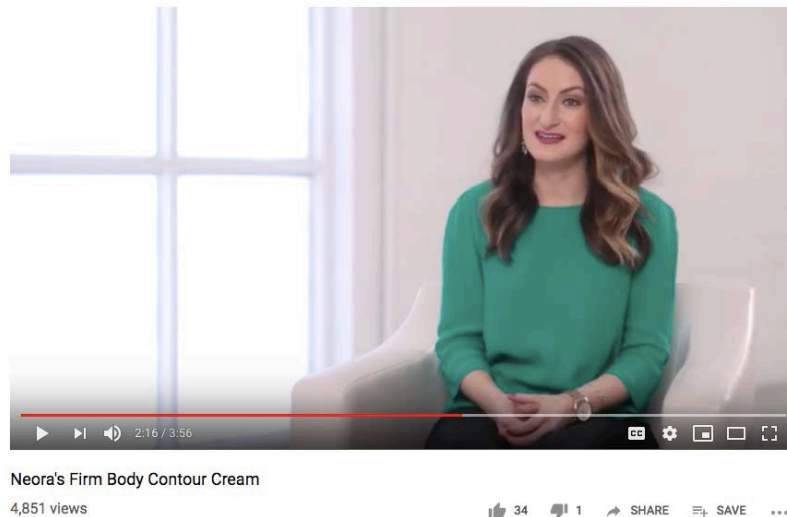 2:16 / 3:56
CC
Neora's Firm Body Contour Cream
4,851 views
34 1 SHARE SAVE